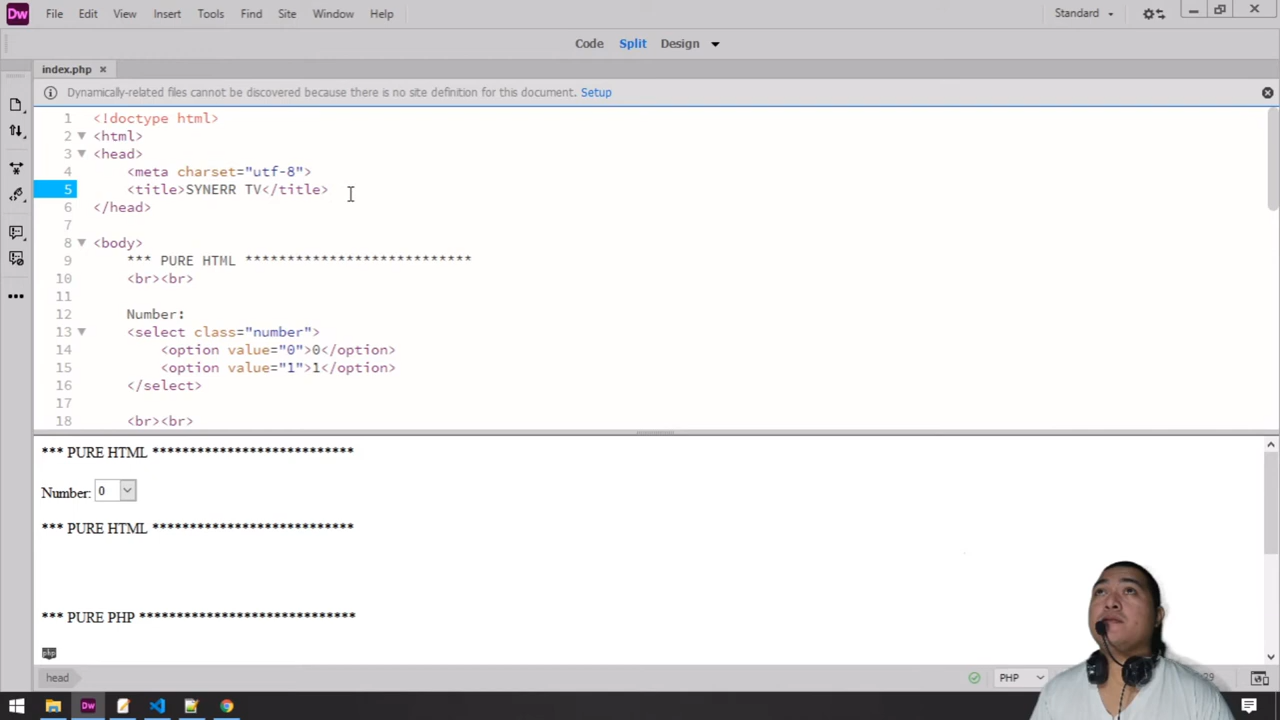 Dw File Edit View Insert Tools Find Site Window Help Standard
Code Split Design
index.php
Dynamically-related files cannot be discovered because there is no site definition for this document. Setup
1 <!doctype html>
2 <html>
3 <head>
4 <meta charset="utf-8">
5 <title>SYNERR TV</title>
6 </head>
7
8 <body>
9 *** PURE HTML ***************************
10 <br><br>
11
12 Number:
13 <select class="number">
14 <option value="0">0</option>
15 <option value="1">1</option>
16 </select>
17
18 <br><br>
*** PURE HTML ***************************
Number: 0
*** PURE HTML ***************************
*** PURE PHP *****************************
php
head PHP
Dw